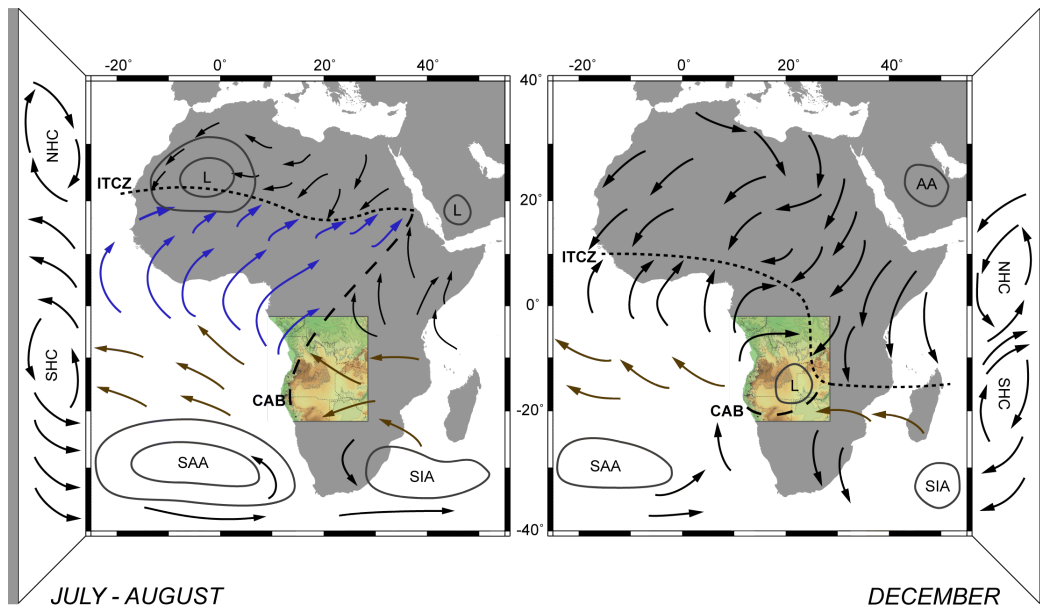 -20° 0° 20° 40°
-20° 0° 20° 40°
40°
20°
0°
-20°
-40°
NHC
SHC
ITCZ
L
L
CAB
SAA
SIA
ITCZ
AA
L
CAB
SAA
SIA
NHC
SHC
JULY - AUGUST
DECEMBER